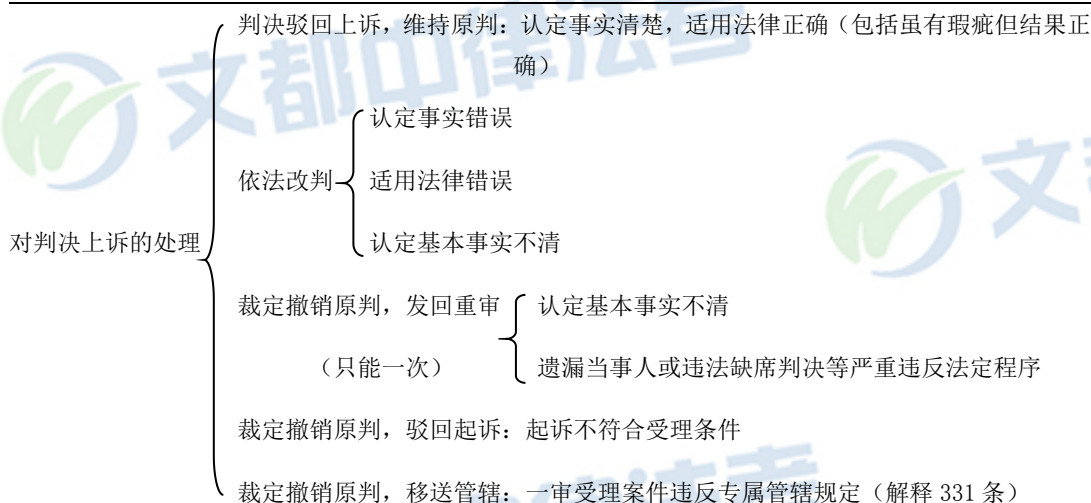 文都中律法考
判决驳回上诉，维持原判：认定事实清楚，适用法律正确（包括虽有瑕疵但结果正
确）
认定事实错误
依法改判
适用法律错误
文都
认定基本事实不清
对判决上诉的处理
裁定撤销原判，发回重审
认定基本事实不清
（只能一次）
遗漏当事人或违法缺席判决等严重违反法定程序
裁定撤销原判，驳回起诉：起诉不符合受理条件
裁定撤销原判，移送管辖：一审受理案件违反专属管辖规定（解释 331 条）